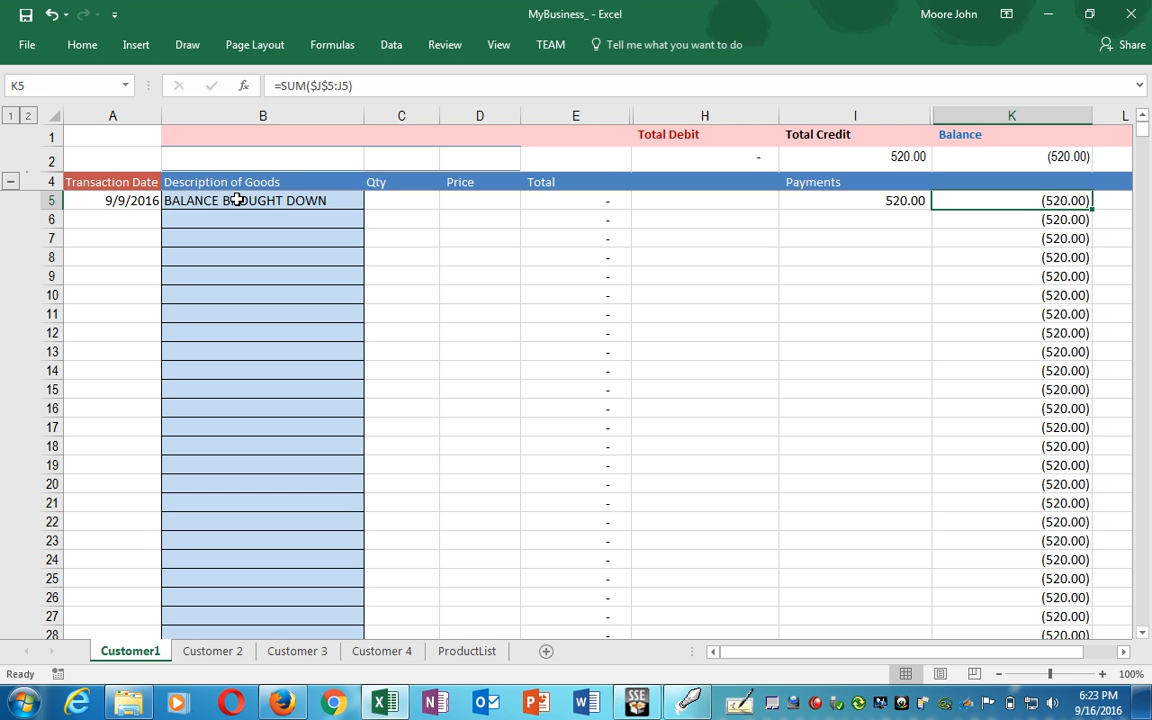 MyBusiness_ - Excel
Moore John
File Home Insert Draw Page Layout Formulas Data Review View TEAM Tell me what you want to do Share
K5 fx =SUM($J$5:J5)
1 2 A B C D E H I K L
1 Total Debit Total Credit Balance
2 - 520.00 (520.00)
4 Transaction Date Description of Goods Qty Price Total Payments
5 9/9/2016 BALANCE BROUGHT DOWN - 520.00 (520.00)
6 - (520.00)
7 - (520.00)
8 - (520.00)
9 - (520.00)
10 - (520.00)
11 - (520.00)
12 - (520.00)
13 - (520.00)
14 - (520.00)
15 - (520.00)
16 - (520.00)
17 - (520.00)
18 - (520.00)
19 - (520.00)
20 - (520.00)
21 - (520.00)
22 - (520.00)
23 - (520.00)
24 - (520.00)
25 - (520.00)
26 - (520.00)
27 - (520.00)
28 (520.00)
Customer1 Customer 2 Customer 3 Customer 4 ProductList
Ready 100%
SSE
6:23 PM
9/16/2016